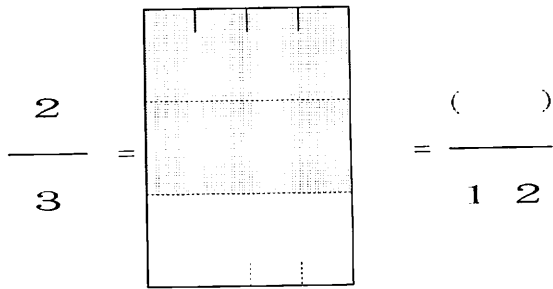 2/3 = = (   )/1 2